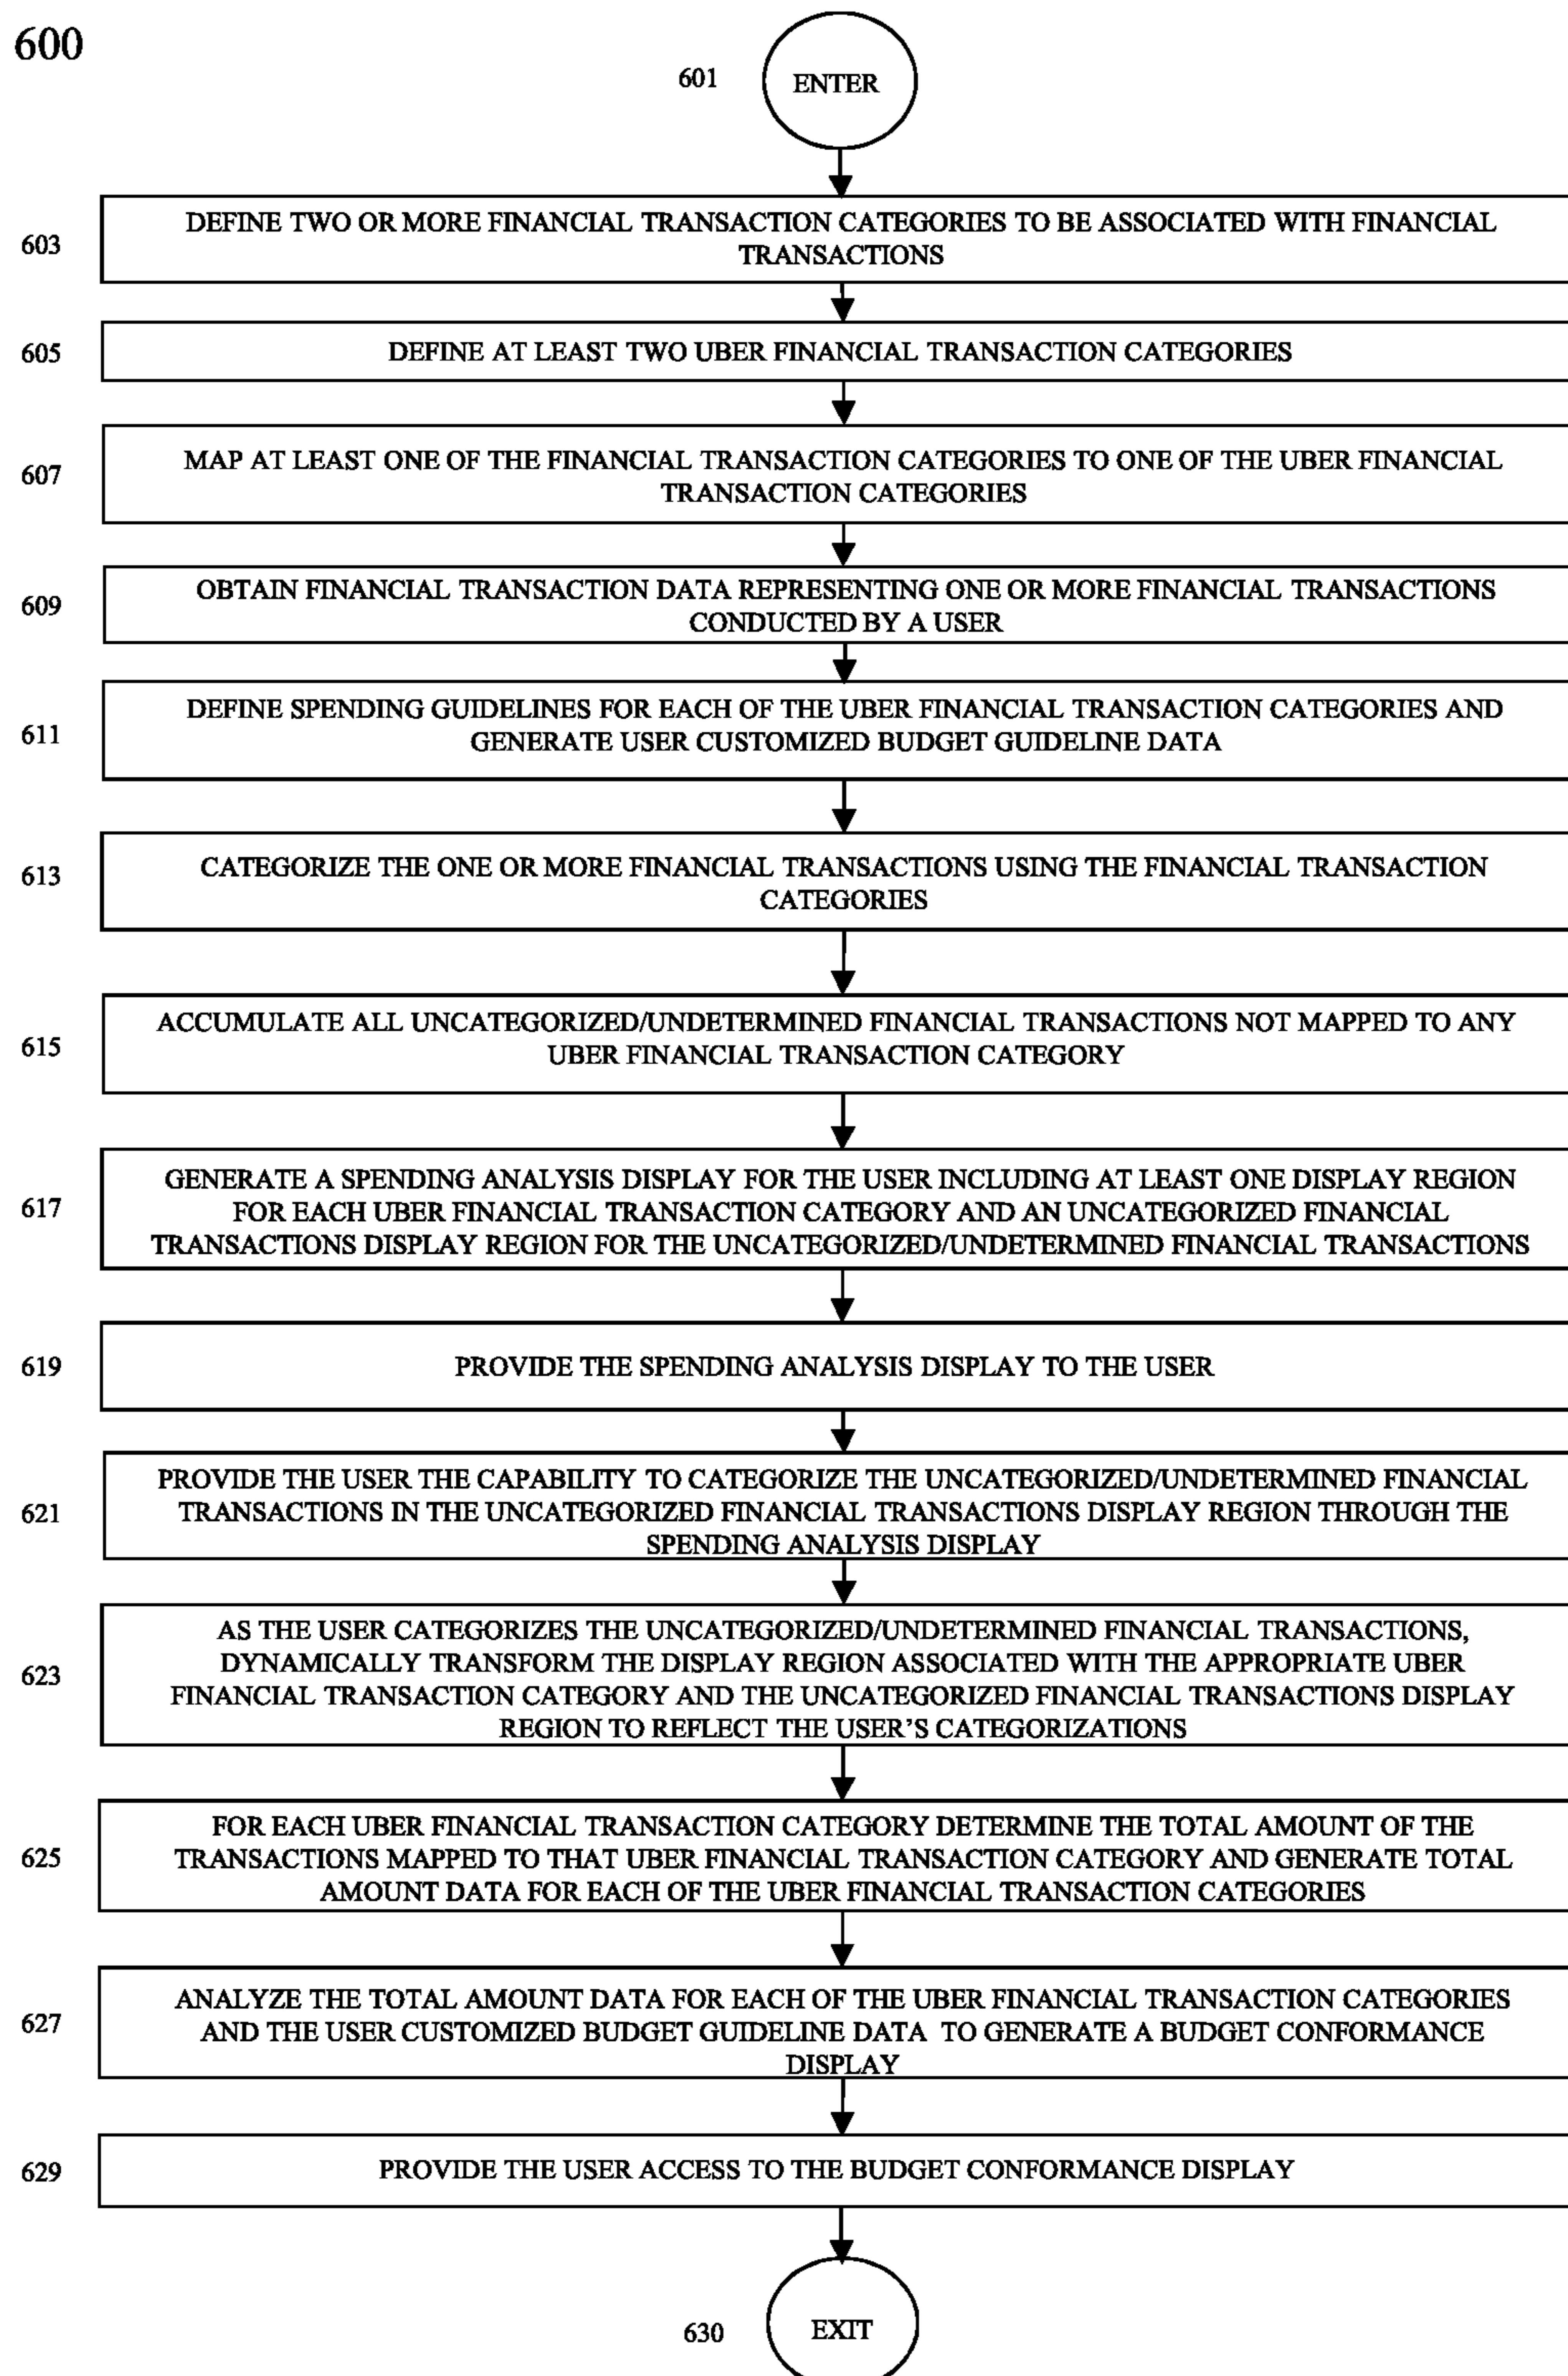 600
601
ENTER
603
DEFINE TWO OR MORE FINANCIAL TRANSACTION CATEGORIES TO BE ASSOCIATED WITH FINANCIAL
TRANSACTIONS
605
DEFINE AT LEAST TWO UBER FINANCIAL TRANSACTION CATEGORIES
607
MAP AT LEAST ONE OF THE FINANCIAL TRANSACTION CATEGORIES TO ONE OF THE UBER FINANCIAL
TRANSACTION CATEGORIES
609
OBTAIN FINANCIAL TRANSACTION DATA REPRESENTING ONE OR MORE FINANCIAL TRANSACTIONS
CONDUCTED BY A USER
611
DEFINE SPENDING GUIDELINES FOR EACH OF THE UBER FINANCIAL TRANSACTION CATEGORIES AND
GENERATE USER CUSTOMIZED BUDGET GUIDELINE DATA
613
CATEGORIZE THE ONE OR MORE FINANCIAL TRANSACTIONS USING THE FINANCIAL TRANSACTION
CATEGORIES
615
ACCUMULATE ALL UNCATEGORIZED/UNDETERMINED FINANCIAL TRANSACTIONS NOT MAPPED TO ANY
UBER FINANCIAL TRANSACTION CATEGORY
617
GENERATE A SPENDING ANALYSIS DISPLAY FOR THE USER INCLUDING AT LEAST ONE DISPLAY REGION
FOR EACH UBER FINANCIAL TRANSACTION CATEGORY AND AN UNCATEGORIZED FINANCIAL
TRANSACTIONS DISPLAY REGION FOR THE UNCATEGORIZED/UNDETERMINED FINANCIAL TRANSACTIONS
619
PROVIDE THE SPENDING ANALYSIS DISPLAY TO THE USER
621
PROVIDE THE USER THE CAPABILITY TO CATEGORIZE THE UNCATEGORIZED/UNDETERMINED FINANCIAL
TRANSACTIONS IN THE UNCATEGORIZED FINANCIAL TRANSACTIONS DISPLAY REGION THROUGH THE
SPENDING ANALYSIS DISPLAY
623
AS THE USER CATEGORIZES THE UNCATEGORIZED/UNDETERMINED FINANCIAL TRANSACTIONS,
DYNAMICALLY TRANSFORM THE DISPLAY REGION ASSOCIATED WITH THE APPROPRIATE UBER
FINANCIAL TRANSACTION CATEGORY AND THE UNCATEGORIZED FINANCIAL TRANSACTIONS DISPLAY
REGION TO REFLECT THE USER'S CATEGORIZATIONS
625
FOR EACH UBER FINANCIAL TRANSACTION CATEGORY DETERMINE THE TOTAL AMOUNT OF THE
TRANSACTIONS MAPPED TO THAT UBER FINANCIAL TRANSACTION CATEGORY AND GENERATE TOTAL
AMOUNT DATA FOR EACH OF THE UBER FINANCIAL TRANSACTION CATEGORIES
627
ANALYZE THE TOTAL AMOUNT DATA FOR EACH OF THE UBER FINANCIAL TRANSACTION CATEGORIES
AND THE USER CUSTOMIZED BUDGET GUIDELINE DATA TO GENERATE A BUDGET CONFORMANCE
DISPLAY
629
PROVIDE THE USER ACCESS TO THE BUDGET CONFORMANCE DISPLAY
630
EXIT